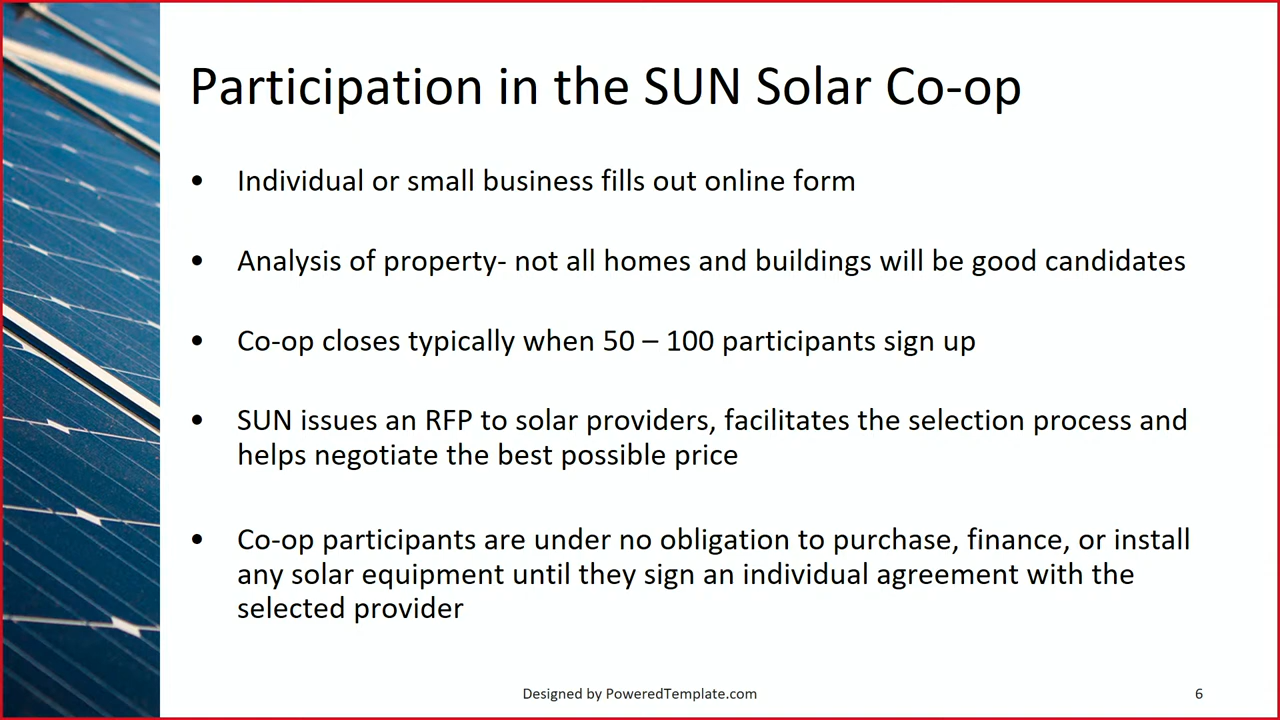 Participation in the SUN Solar Co-op
• Individual or small business fills out online form
• Analysis of property- not all homes and buildings will be good candidates
• Co-op closes typically when 50 – 100 participants sign up
• SUN issues an RFP to solar providers, facilitates the selection process and
helps negotiate the best possible price
• Co-op participants are under no obligation to purchase, finance, or install
any solar equipment until they sign an individual agreement with the
selected provider
Designed by PoweredTemplate.com
6